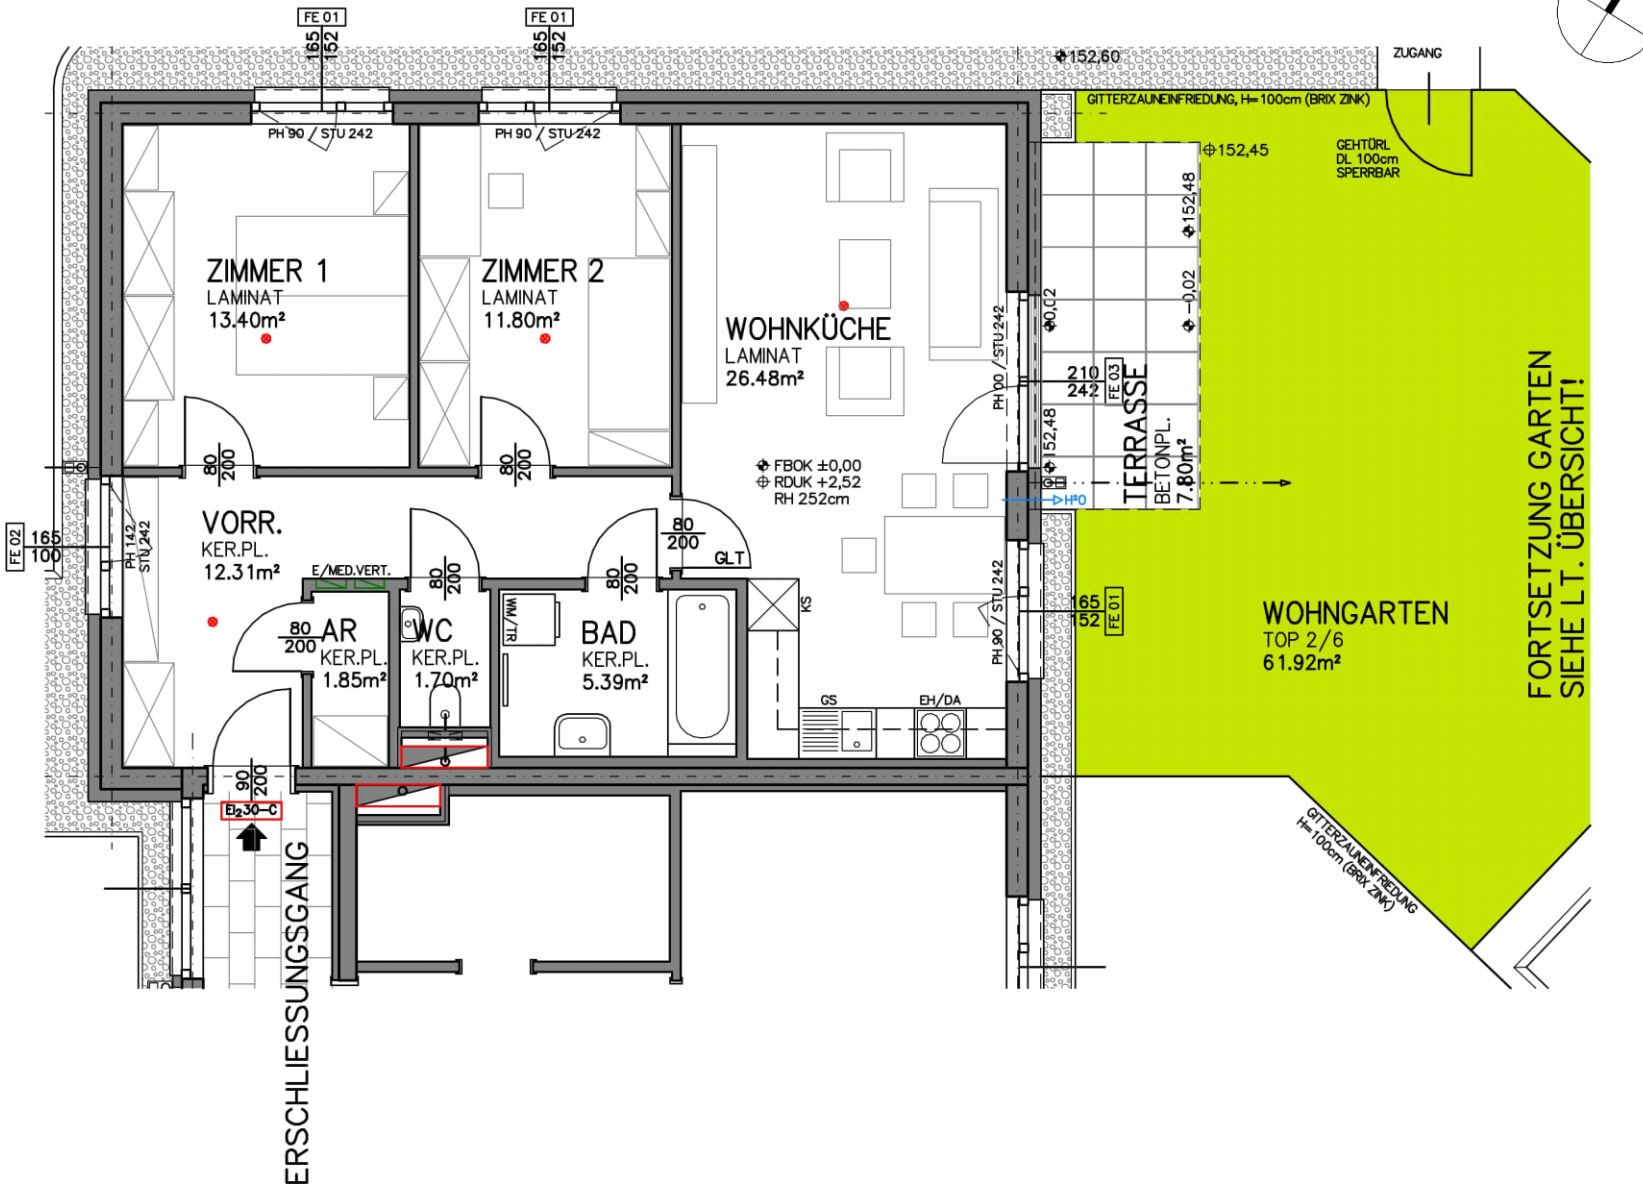 FE 01
165
152
FE 01
165
152
152,60
ZUGANG
GITTERZAUNEINFRIEDUNG, H=100cm (BRIX ZINK)
PH 90 / STU 242
PH 90 / STU 242
GEHTÜRL
DL 100cm
SPERRBAR
152,45
152,48
-0,02
ZIMMER 1
LAMINAT
13.40m²
ZIMMER 2
LAMINAT
11.80m²
WOHNKÜCHE
LAMINAT
26.48m²
PH 00 / STU 242
210
242
FE 03
152,48
TERRASSE
BETONPL.
7.80m²
FORTSETZUNG GARTEN
SIEHE LT. ÜBERSICHT!
80
200
80
200
FBOK ±0,00
RDUK +2,52
RH 252cm
H²O
FE 02
165
100
PH 142
STU 242
VORR.
KER.PL.
12.31m²
80
200
GLT
E/MED.VERT.
80
200
80
200
WM/TR
KS
PH 90 / STU 242
165
152
FE 01
80
200
AR
KER.PL.
1.85m²
WC
KER.PL.
1.70m²
BAD
KER.PL.
5.39m²
WOHNGARTEN
TOP 2/6
61.92m²
GS
EH/DA
90
200
EI₂30-C
GITTERZAUNEINFRIEDUNG
H=100cm (BRIX ZINK)
ERSCHLIESSUNGSGANG